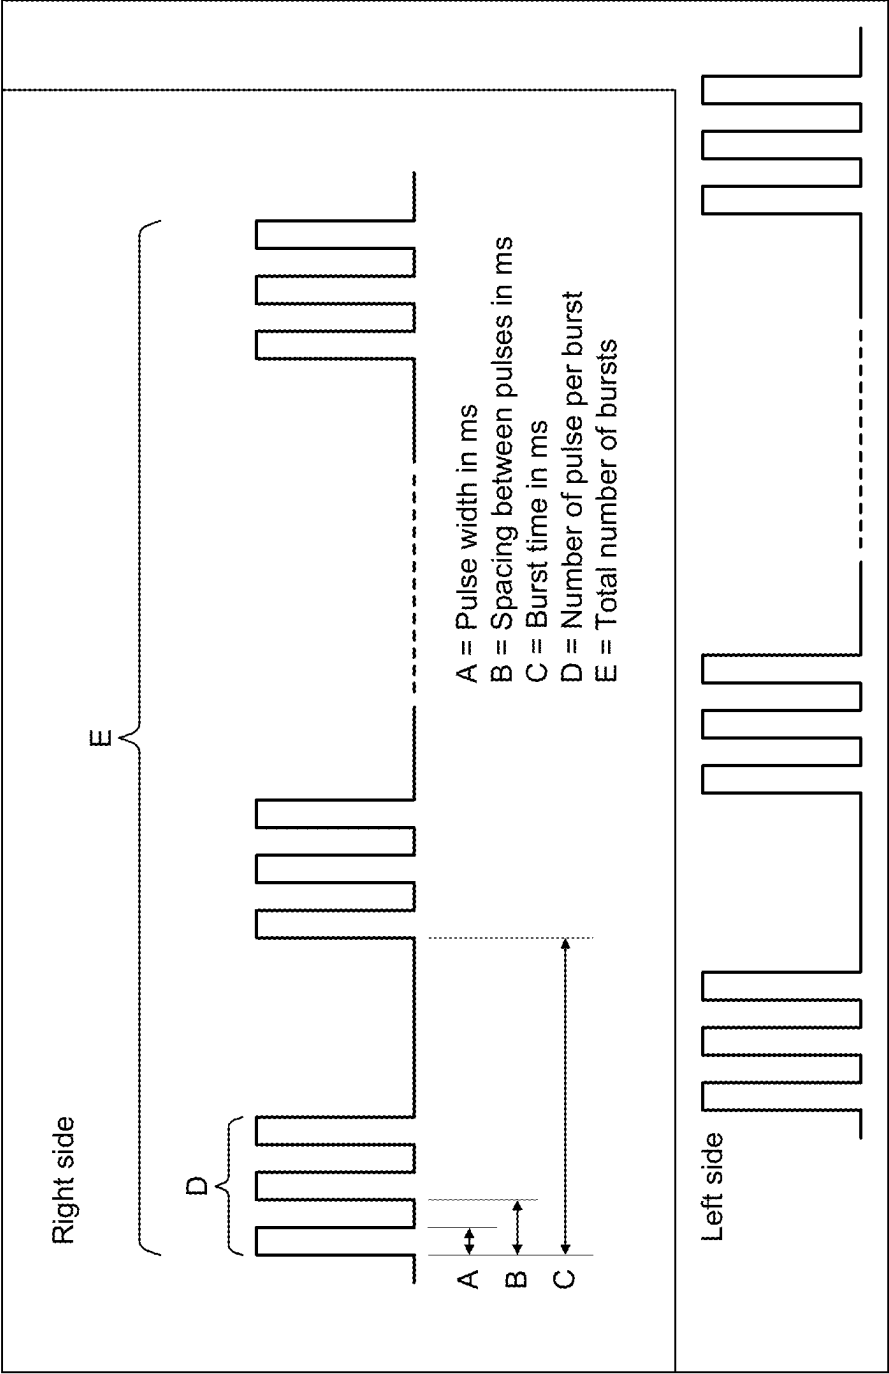 Right side
E
D
A
B
C
A = Pulse width in ms
B = Spacing between pulses in ms
C = Burst time in ms
D = Number of pulse per burst
E = Total number of bursts
Left side